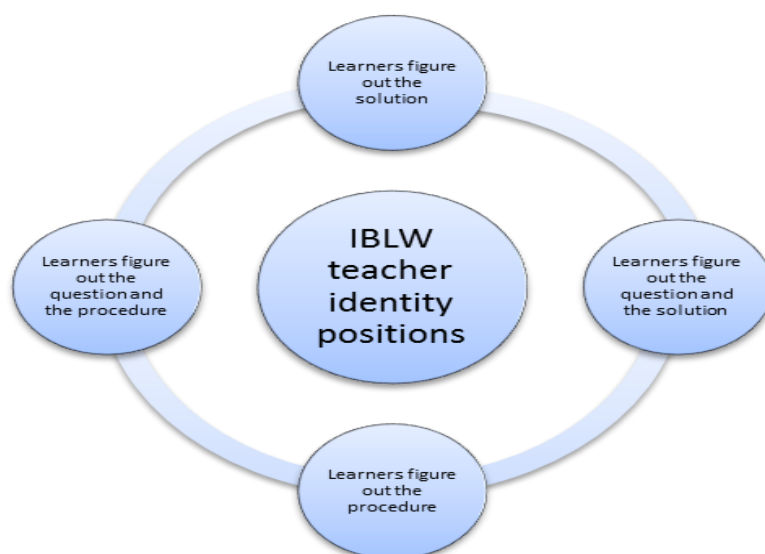 Learners figure
out the
solution
Learners figure
out the
question and
the procedure
IBLW
teacher
identity
positions
Learners figure
out the
question and
the solution
Learners figure
out the
procedure